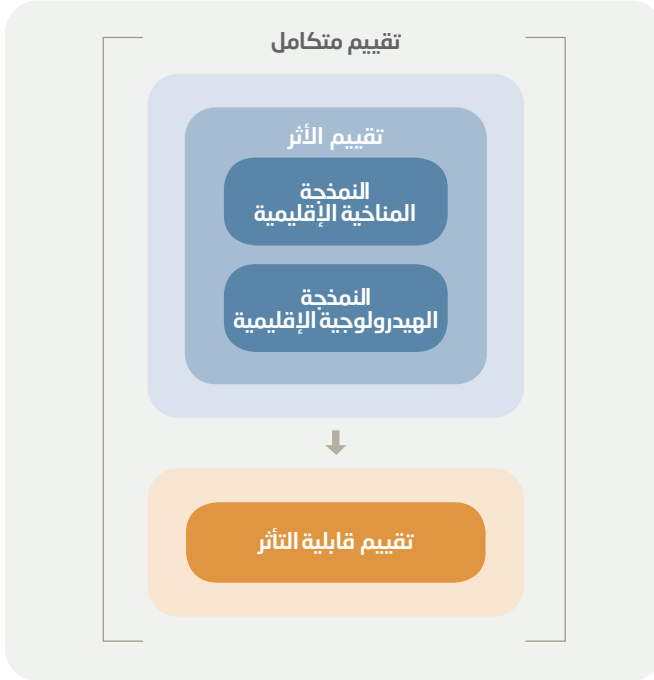 تقييم متكامل
تقييم الأثر
النمذجة
المناخية الإقليمية
النمذجة
الهيدرولوجية الإقليمية
تقييم قابلية التأثر